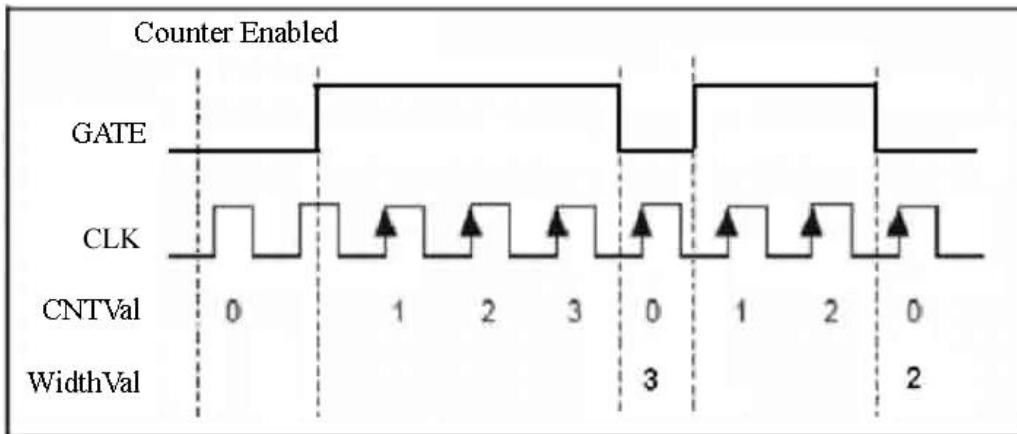 Counter Enabled
GATE
CLK
CNTVal 0 1 2 3 0 1 2 0
WidthVal 3 2